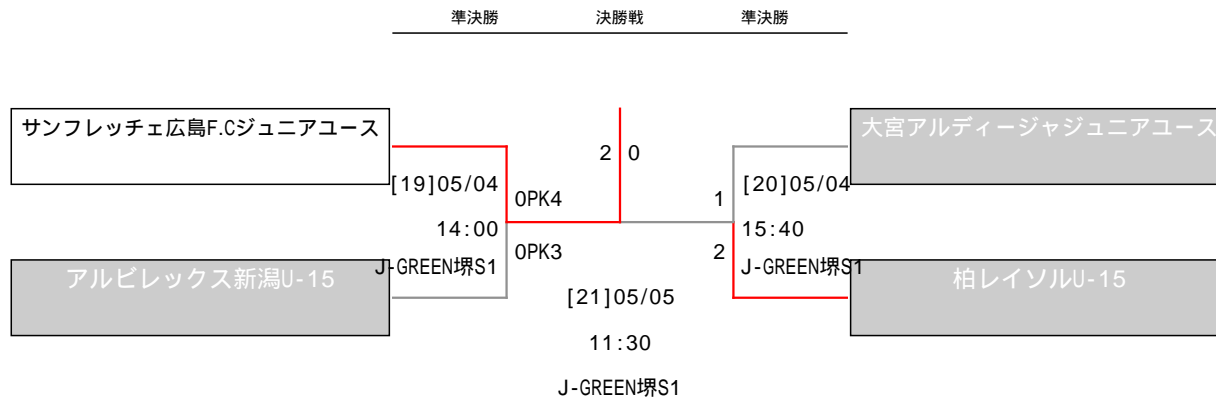 準決勝 決勝戦 準決勝
サンフレッチェ広島F.Cジュニアユース
大宮アルディージャジュニアユース
2 0
[19]05/04
0PK4
1
[20]05/04
14:00
15:40
0PK3
2
J-GREEN堺S1
J-GREEN堺S1
アルビレックス新潟U-15
柏レイソルU-15
[21]05/05
11:30
J-GREEN堺S1